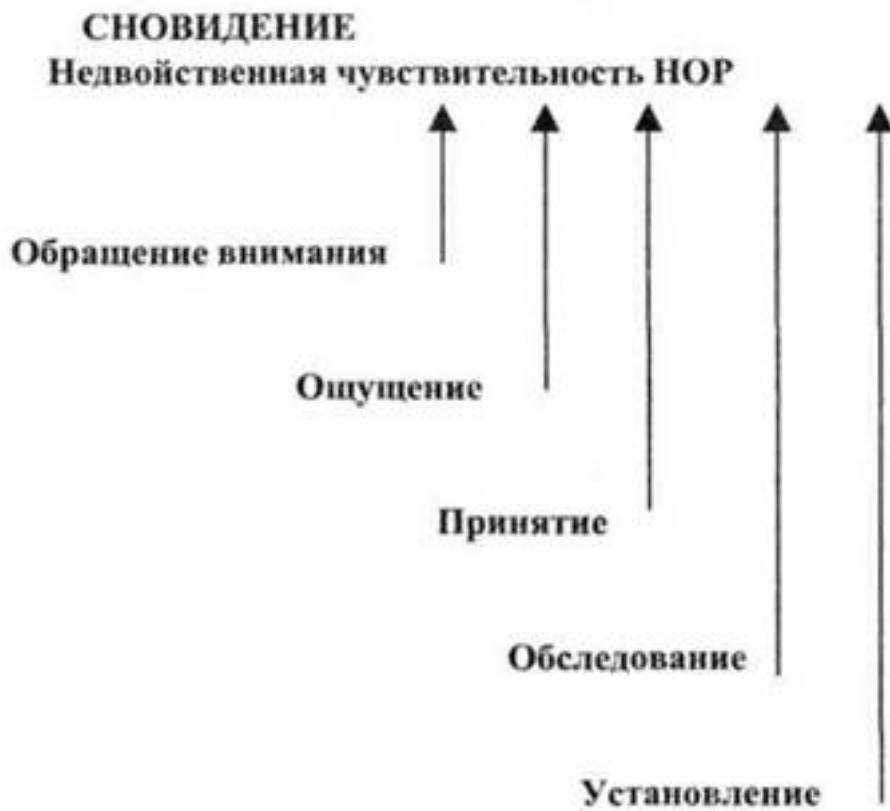 СНОВИДЕНИЕ
Недвойственная чувствительность НОР
Обращение внимания
Ощущение
Принятие
Обследование
Установление